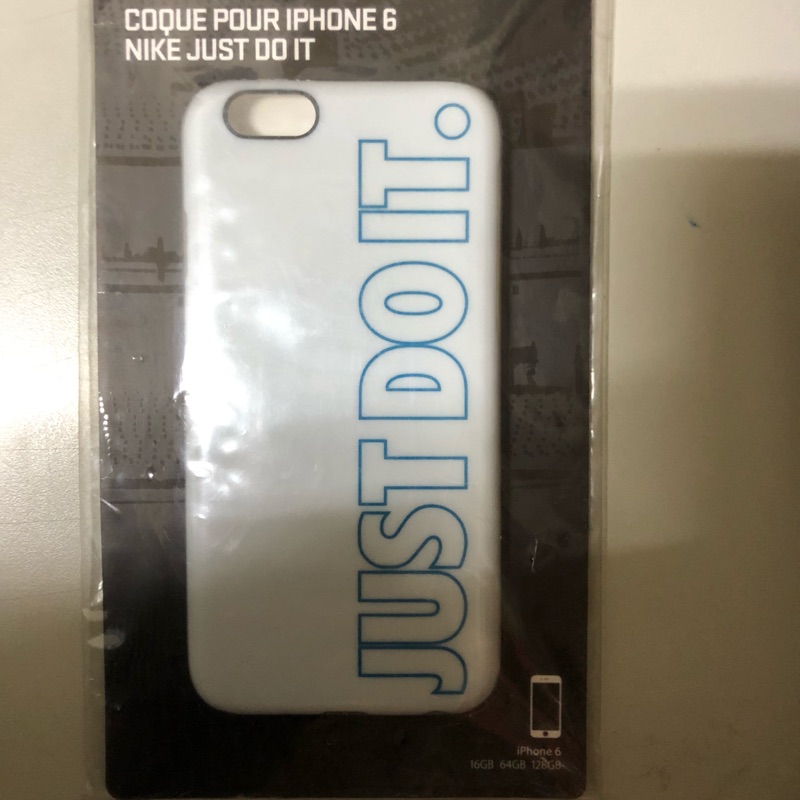 COQUE POUR IPHONE 6
NIKE JUST DO IT
JUST DO IT.
iPhone 6
16GB 64GB 128GB